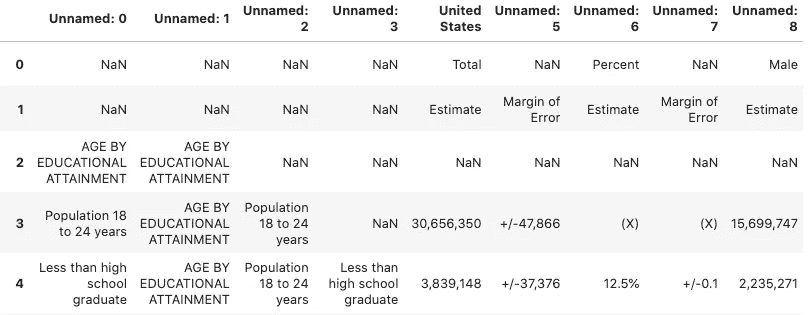 Unnamed: 0 Unnamed: 1 Unnamed: 2 Unnamed: 3 United States Unnamed: 5 Unnamed: 6 Unnamed: 7 Unnamed: 8
0 NaN NaN NaN NaN Total NaN Percent NaN Male
1 NaN NaN NaN NaN Estimate Margin of Error Estimate Margin of Error Estimate
2 AGE BY EDUCATIONAL ATTAINMENT AGE BY EDUCATIONAL ATTAINMENT NaN NaN NaN NaN NaN NaN NaN
3 Population 18 to 24 years AGE BY EDUCATIONAL ATTAINMENT Population 18 to 24 years NaN 30,656,350 +/-47,866 (X) (X) 15,699,747
4 Less than high school graduate AGE BY EDUCATIONAL ATTAINMENT Population 18 to 24 years Less than high school graduate 3,839,148 +/-37,376 12.5% +/-0.1 2,235,271